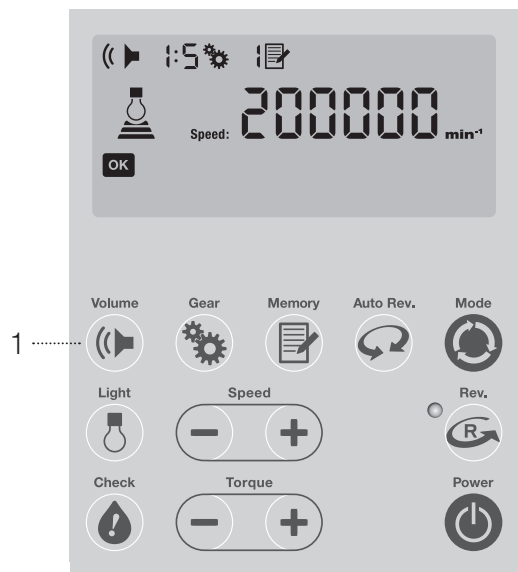 1:5 1
Speed: 200000 min-1
OK
Volume Gear Memory Auto Rev. Mode
1
Light Speed Rev.
R
Check Torque Power